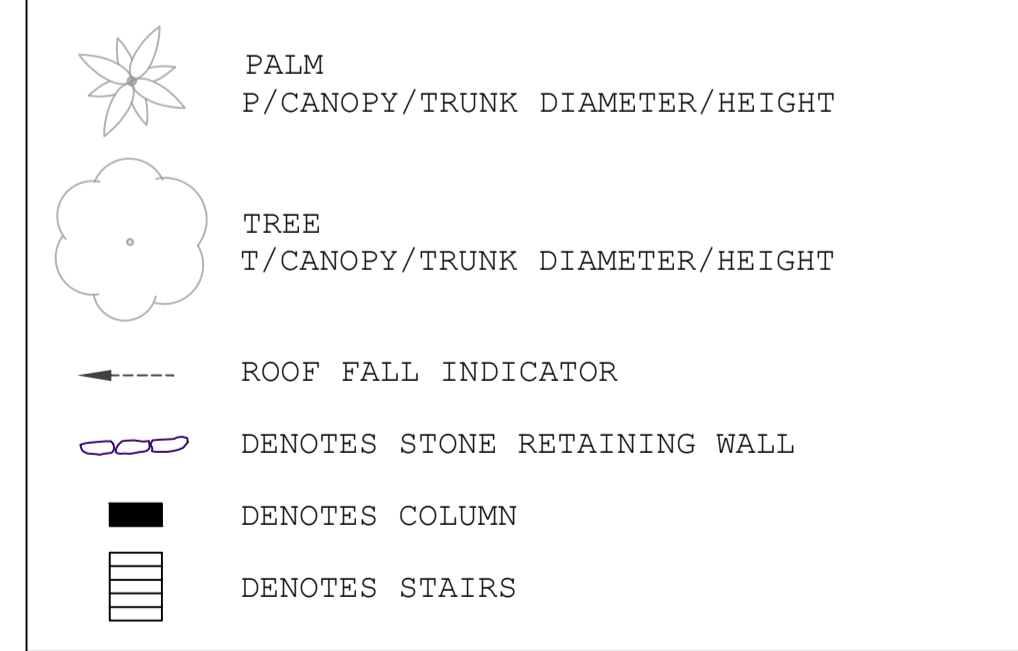 PALM
P/CANOPY/TRUNK DIAMETER/HEIGHT
TREE
T/CANOPY/TRUNK DIAMETER/HEIGHT
ROOF FALL INDICATOR
DENOTES STONE RETAINING WALL
DENOTES COLUMN
DENOTES STAIRS